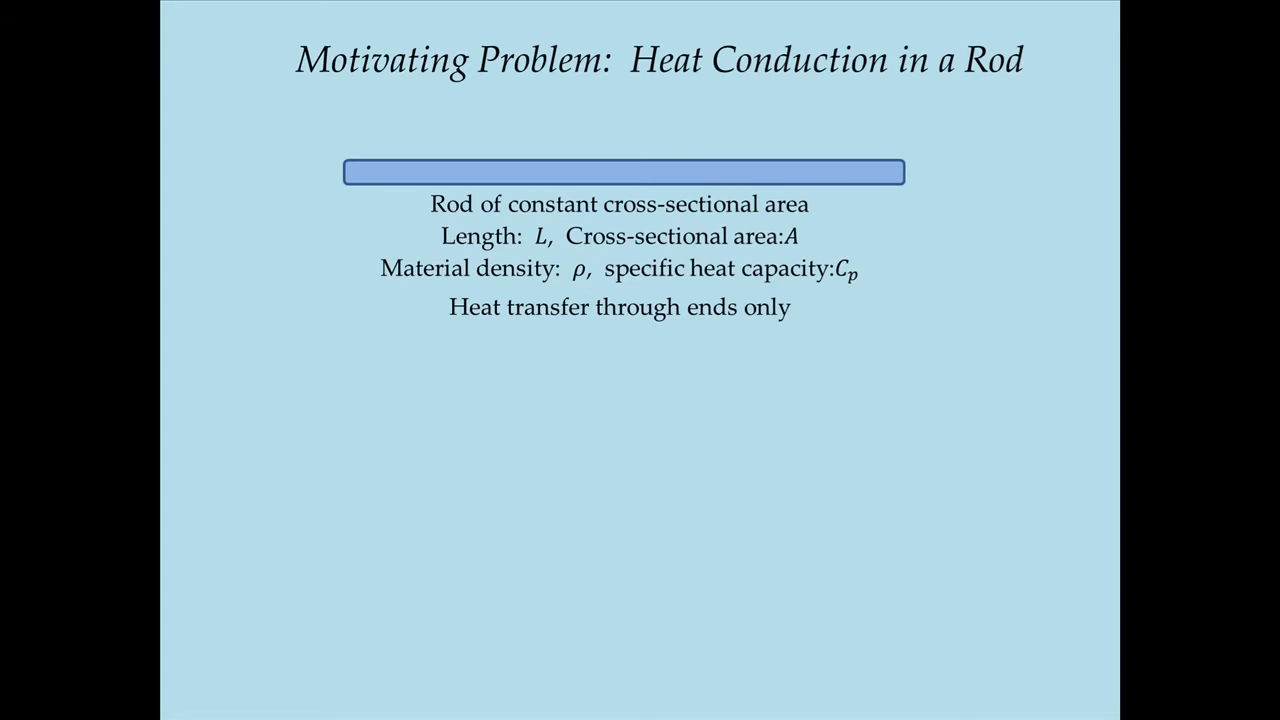 Motivating Problem: Heat Conduction in a Rod
Rod of constant cross-sectional area
Length: L, Cross-sectional area:A
Material density: ρ, specific heat capacity:Cₚ
Heat transfer through ends only